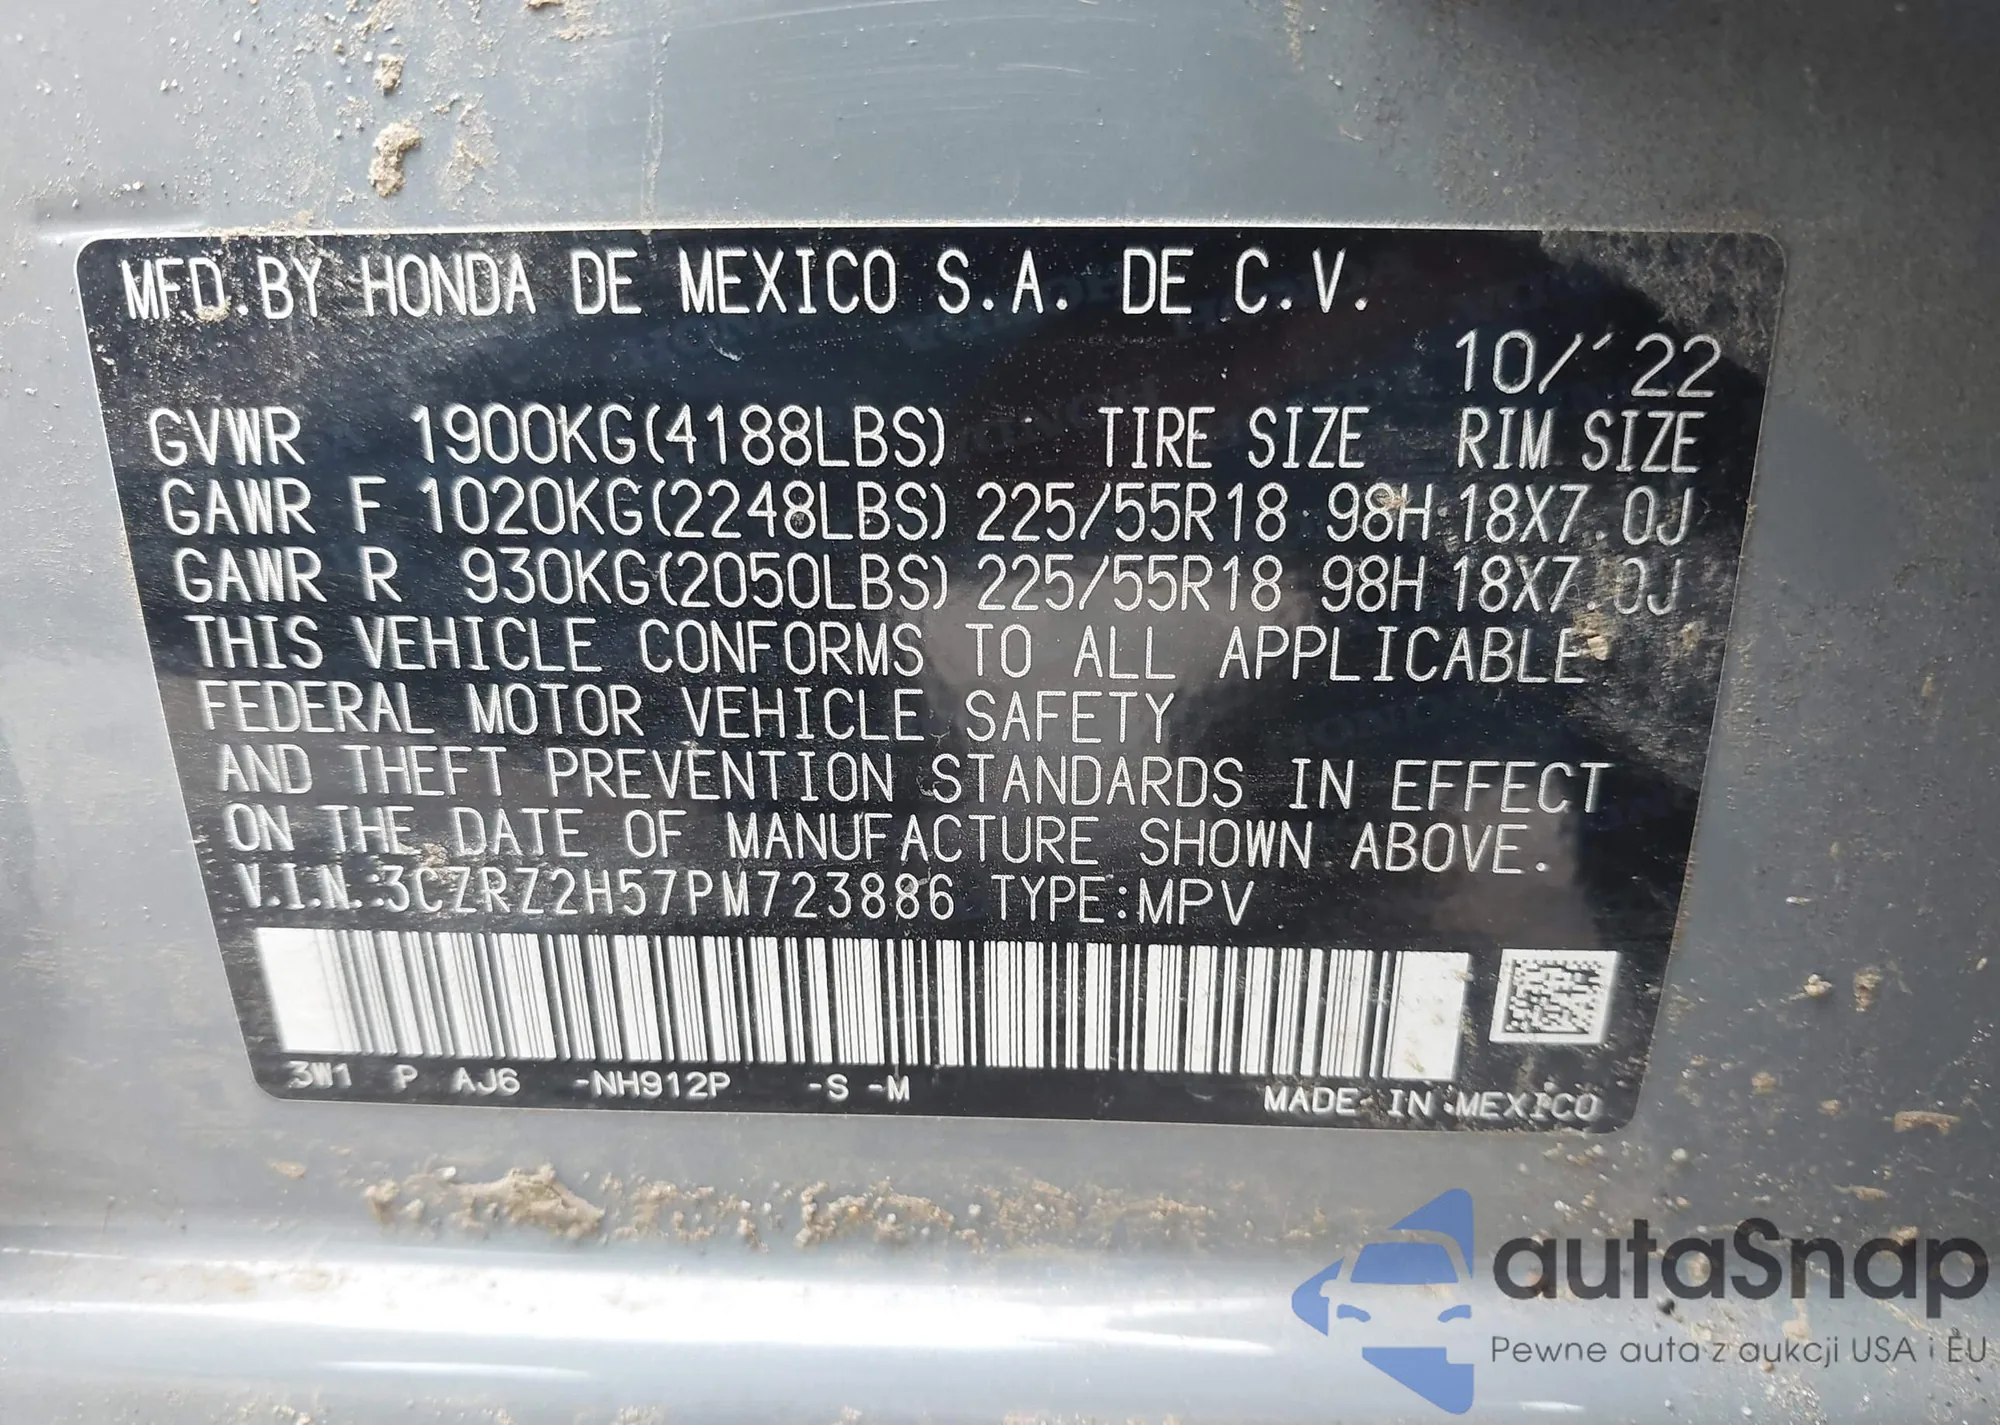 MFD.BY HONDA DE MEXICO S.A. DE C.V.
10/'22
GVWR 1900KG(4188LBS) TIRE SIZE RIM SIZE
GAWR F 1020KG(2248LBS) 225/55R18 98H 18X7.0J
GAWR R 930KG(2050LBS) 225/55R18 98H 18X7.0J
THIS VEHICLE CONFORMS TO ALL APPLICABLE
FEDERAL MOTOR VEHICLE SAFETY
AND THEFT PREVENTION STANDARDS IN EFFECT
ON THE DATE OF MANUFACTURE SHOWN ABOVE.
V.I.N.:3CZRZ2H57PM723886 TYPE:MPV
3W1 P AJ6 -NH912P -S -M
MADE IN MEXICO
autaSnap
Pewne auta z aukcji USA i EU